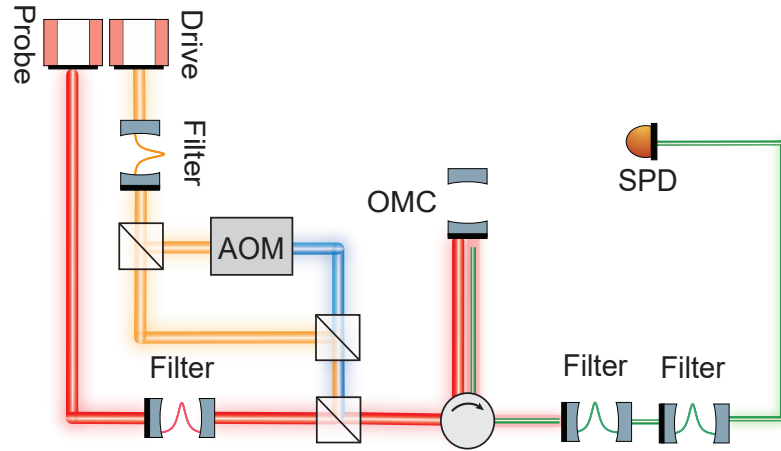 Probe
Drive
Filter
AOM
OMC
SPD
Filter
Filter
Filter